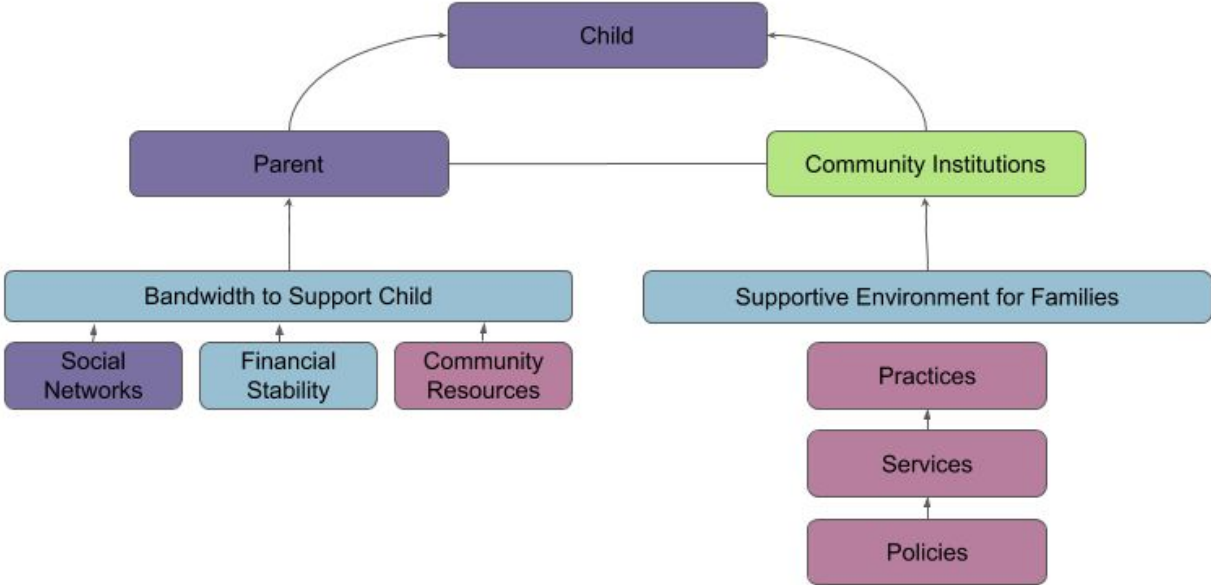 Child
Parent
Community Institutions
Bandwidth to Support Child
Supportive Environment for Families
Social
Networks
Financial
Stability
Community
Resources
Practices
Services
Policies